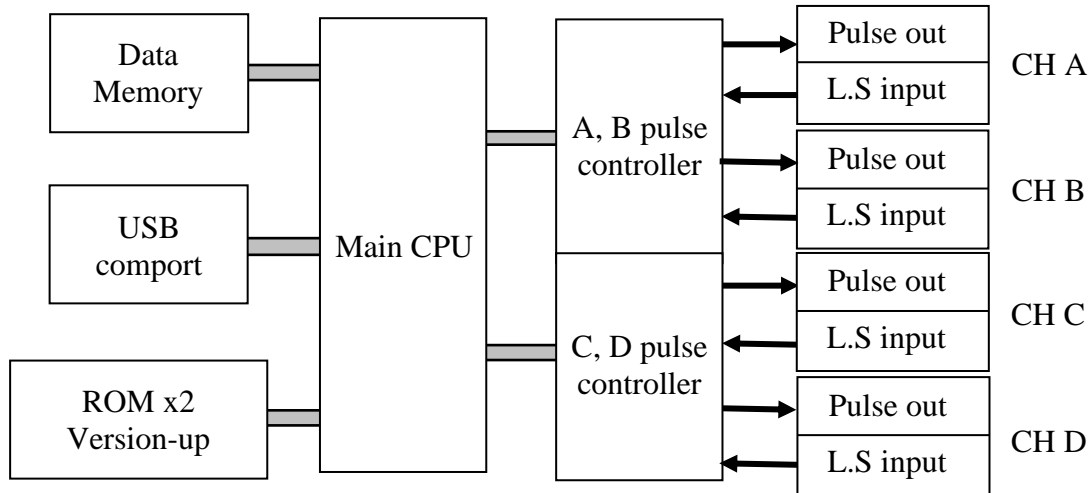 Data
Memory
USB
comport
ROM x2
Version-up
Main CPU
A, B pulse
controller
C, D pulse
controller
Pulse out
L.S input
CH A
Pulse out
L.S input
CH B
Pulse out
L.S input
CH C
Pulse out
L.S input
CH D